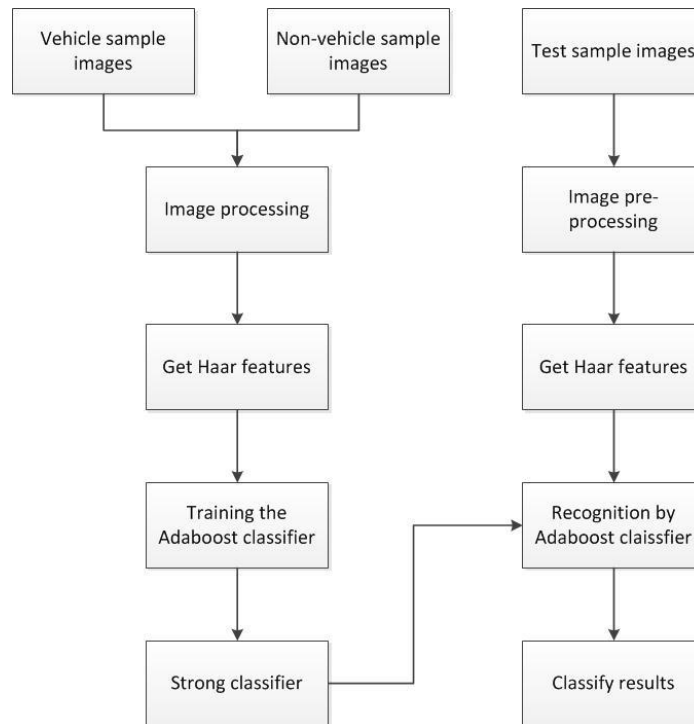 Vehicle sample
images
Non-vehicle sample
images
Test sample images
Image processing
Image pre-
processing
Get Haar features
Get Haar features
Training the
Adaboost classifier
Recognition by
Adaboost claissfier
Strong classifier
Classify results